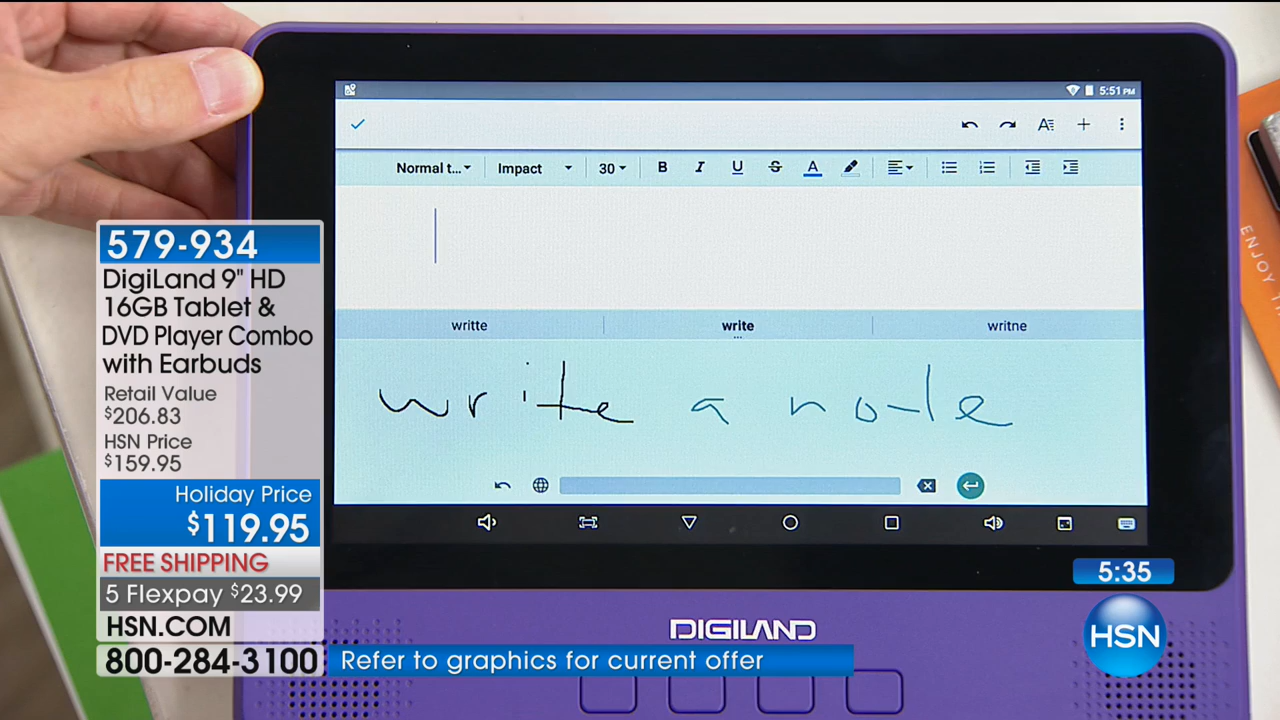 5:51 PM
Normal t...
Impact
30
B I U S A
writte write writne
write a note
579-934
DigiLand 9" HD
16GB Tablet &
DVD Player Combo
with Earbuds
Retail Value
$206.83
HSN Price
$159.95
Holiday Price
$119.95
FREE SHIPPING
5 Flexpay $23.99
HSN.COM
800-284-3100
Refer to graphics for current offer
5:35
HSN
DIGILAND
ENJOY